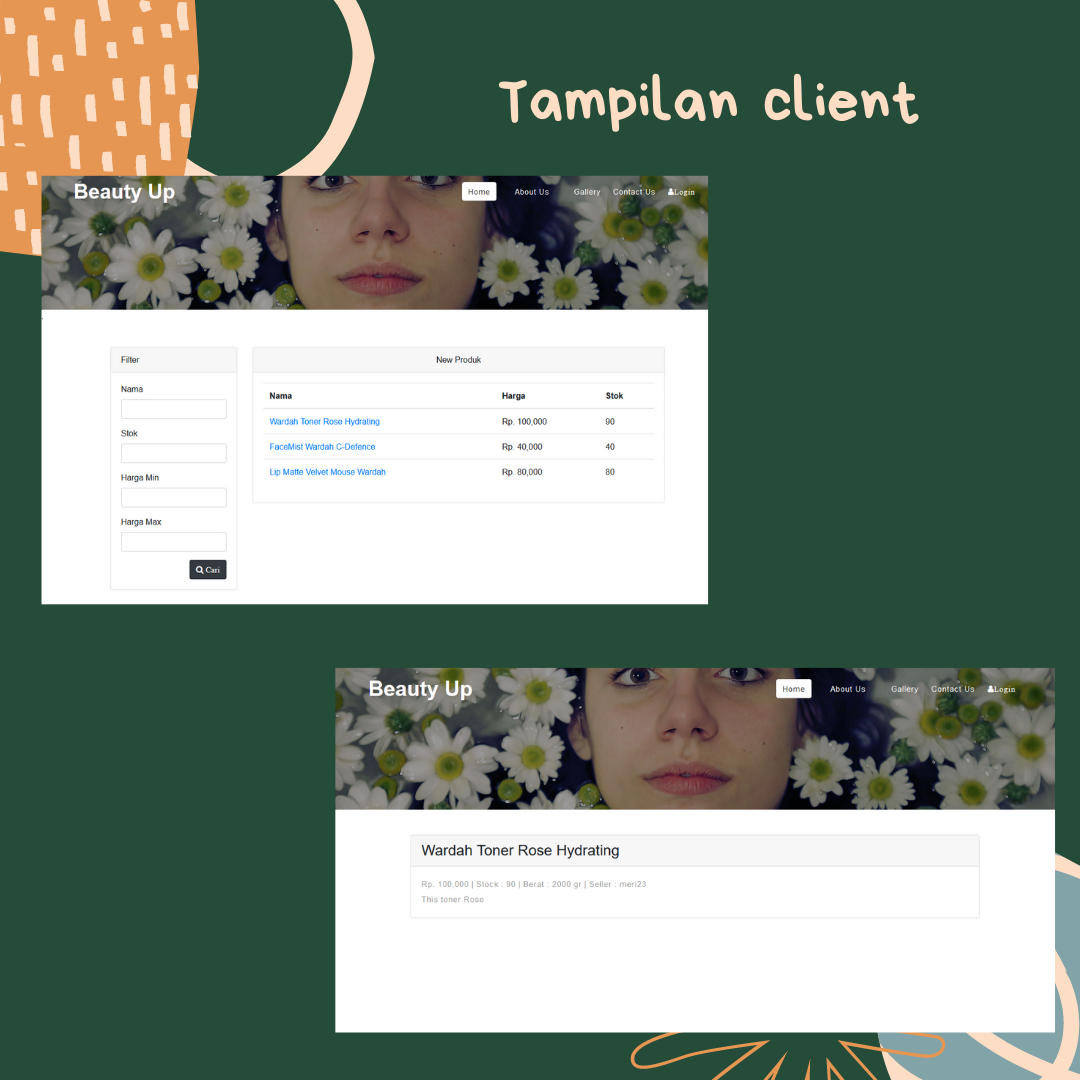 Tampilan client
Beauty Up
Home About Us Gallery Contact Us Login
Filter
Nama
Stok
Harga Min
Harga Max
Cari
New Produk
Nama Harga Stok
Wardah Toner Rose Hydrating Rp. 100,000 90
FaceMist Wardah C-Defence Rp. 40,000 40
Lip Matte Velvet Mouse Wardah Rp. 80,000 80
Beauty Up
Home About Us Gallery Contact Us Login
Wardah Toner Rose Hydrating
Rp. 100,000 | Stock : 90 | Berat : 2000 gr | Seller : meri23
This toner Rose